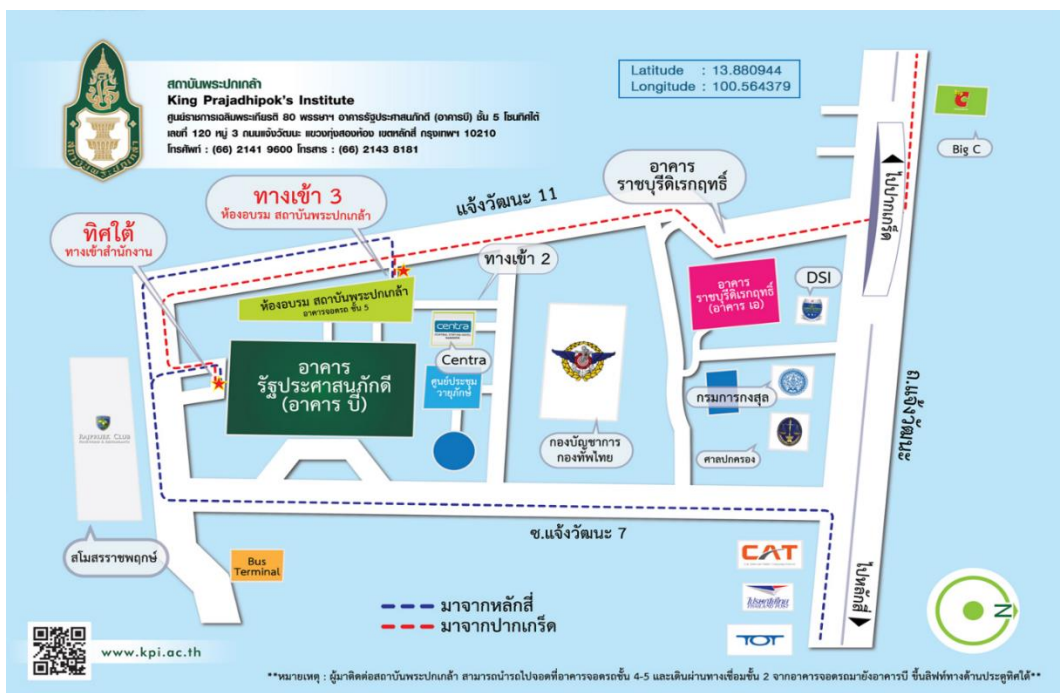 สถาบันพระปกเกล้า
King Prajadhipok's Institute
ศูนย์ราชการเฉลิมพระเกียรติ 80 พรรษาฯ อาคารรัฐประศาสนภักดี (อาคารบี) ชั้น 5 โซนทิศใต้
เลขที่ 120 หมู่ 3 ถนนแจ้งวัฒนะ แขวงทุ่งสองห้อง เขตหลักสี่ กรุงเทพฯ 10210
โทรศัพท์ : (66) 2141 9600 โทรสาร : (66) 2143 8181
สถาบันพระปกเกล้า
Latitude : 13.880944
Longitude : 100.564379
Big C
ไปปากเกร็ด
อาคาร
ราชบุรีดิเรกฤทธิ์
แจ้งวัฒนะ 11
ทางเข้า 3
ห้องอบรม สถาบันพระปกเกล้า
ทิศใต้
ทางเข้าสำนักงาน
ทางเข้า 2
ห้องอบรม สถาบันพระปกเกล้า
อาคารจอดรถ ชั้น 5
อาคาร
ราชบุรีดิเรกฤทธิ์
(อาคาร เอ)
DSI
centra
Centra
อาคาร
รัฐประศาสนภักดี
(อาคาร บี)
ศูนย์ประชุม
วายุภักษ์
กรมการกงสุล
ถ.แจ้งวัฒนะ
RAJPRUEK CLUB
กองบัญชาการ
กองทัพไทย
ศาลปกครอง
ซ.แจ้งวัฒนะ 7
สโมสรราชพฤกษ์
Bus
Terminal
CAT
ไปรษณีย์ไทย
TOT
ไปหลักสี่
N
มาจากหลักสี่
มาจากปากเกร็ด
www.kpi.ac.th
**หมายเหตุ : ผู้มาติดต่อสถาบันพระปกเกล้า สามารถนำรถไปจอดที่อาคารจอดรถชั้น 4-5 และเดินผ่านทางเชื่อมชั้น 2 จากอาคารจอดรถมายังอาคารบี ขึ้นลิฟท์ทางด้านประตูทิศใต้**